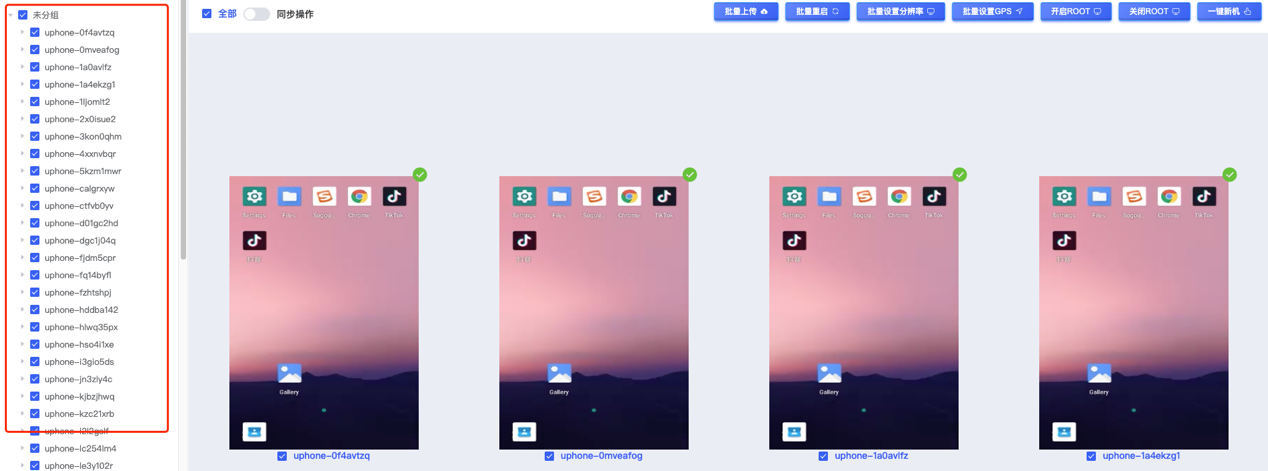 未分组
uphone-0f4avtzq
uphone-0mveafog
uphone-1a0avlfz
uphone-1a4ekzg1
uphone-1ljomlt2
uphone-2x0isue2
uphone-3kon0qhm
uphone-4xxnvbqr
uphone-5kzm1mwr
uphone-calgrxyw
uphone-ctfvb0yv
uphone-d01gc2hd
uphone-dgc1j04q
uphone-fjdm5cpr
uphone-fq14byfl
uphone-fzhtshpj
uphone-hddba142
uphone-hlwq35px
uphone-hso4i1xe
uphone-i3gio5ds
uphone-jn3zly4c
uphone-kjbzjhwq
uphone-kzc21xrb
uphone-lc254lm4
uphone-le3y102r
全部 同步操作
批量上传 批量重启 批量设置分辨率 批量设置GPS 开启ROOT 关闭ROOT 一键新机
Settings Files Sogou... Chrome TikTok
Gallery
uphone-0f4avtzq
Settings Files Sogou... Chrome TikTok
Gallery
uphone-0mveafog
Settings Files Sogou... Chrome TikTok
Gallery
uphone-1a0avlfz
Settings Files Sogou... Chrome TikTok
Gallery
uphone-1a4ekzg1